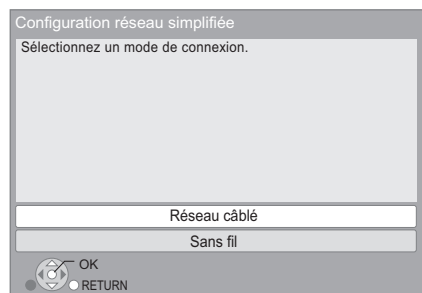 Configuration réseau simplifiée
Sélectionnez un mode de connexion.
Réseau câblé
Sans fil
OK
RETURN